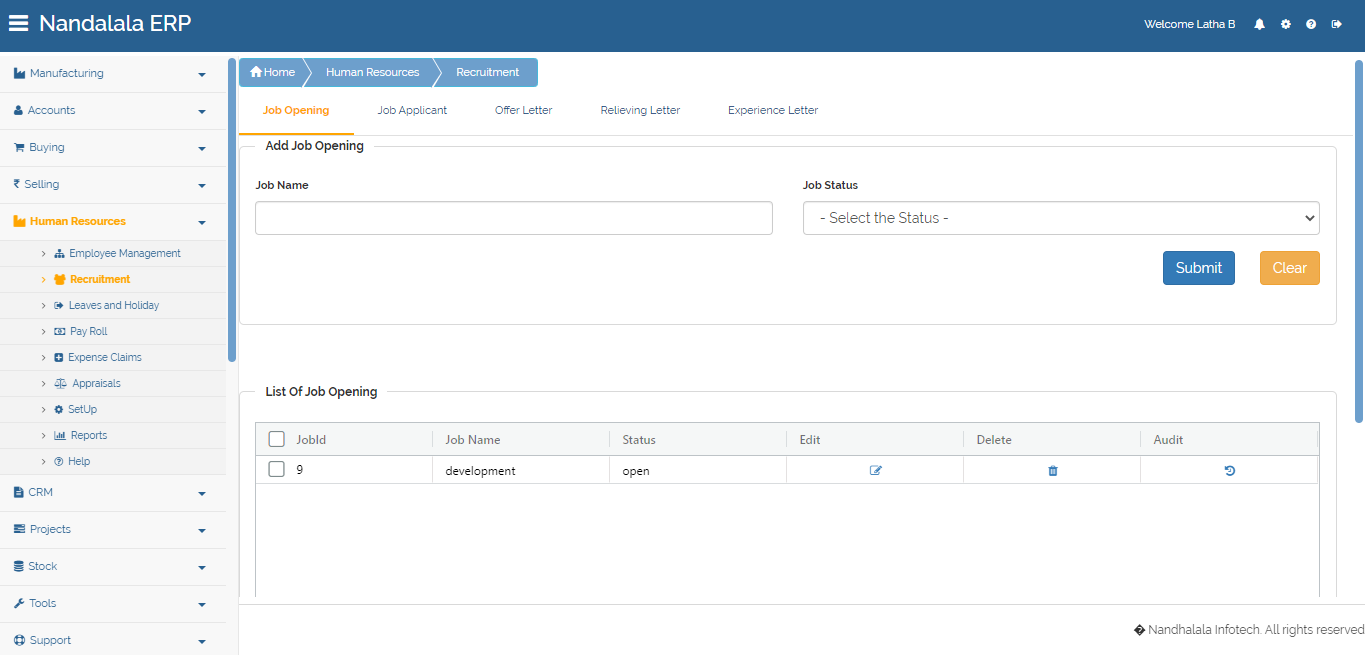 Nandalala ERP
Welcome Latha B
Manufacturing
Accounts
Buying
Selling
Human Resources
Employee Management
Recruitment
Leaves and Holiday
Pay Roll
Expense Claims
Appraisals
SetUp
Reports
Help
CRM
Projects
Stock
Tools
Support
Home Human Resources Recruitment
Job Opening Job Applicant Offer Letter Relieving Letter Experience Letter
Add Job Opening
Job Name Job Status
- Select the Status -
Submit Clear
List Of Job Opening
JobId Job Name Status Edit Delete Audit
9 development open
� Nandhalala Infotech. All rights reserved